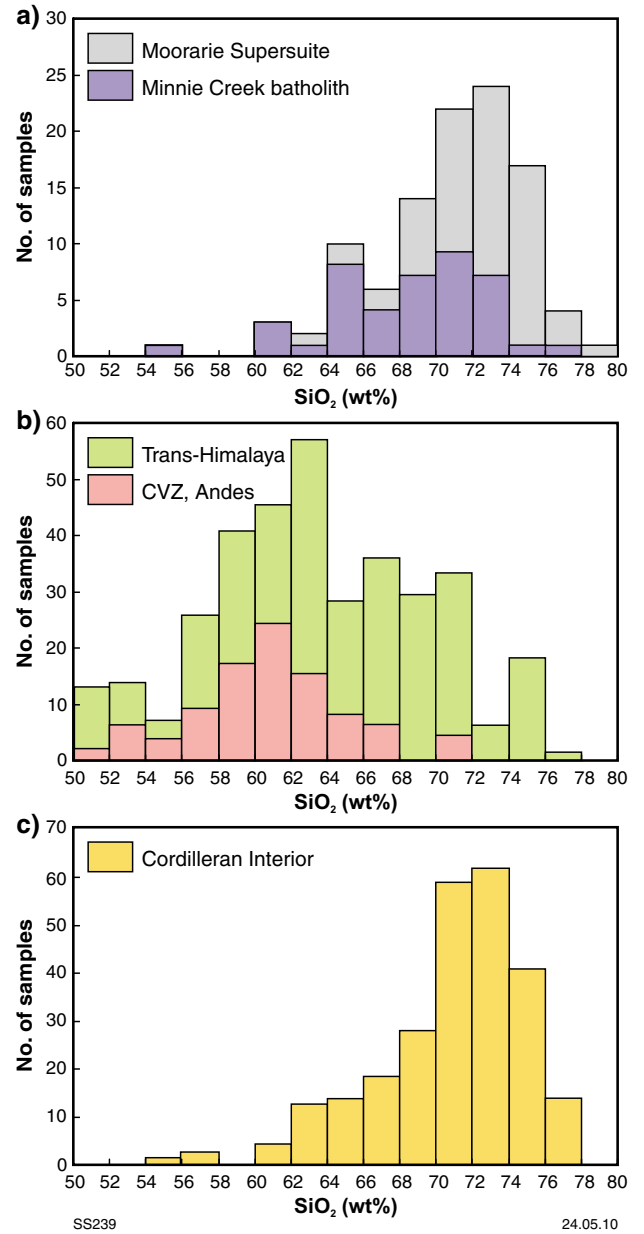 a)
30
25
20
15
10
5
0
No. of samples
Moorarie Supersuite
Minnie Creek batholith
50 52 54 56 58 60 62 64 66 68 70 72 74 76 78 80
SiO₂ (wt%)
b)
60
50
40
30
20
10
0
No. of samples
Trans-Himalaya
CVZ, Andes
50 52 54 56 58 60 62 64 66 68 70 72 74 76 78 80
SiO₂ (wt%)
c)
70
60
50
40
30
20
10
0
No. of samples
Cordilleran Interior
50 52 54 56 58 60 62 64 66 68 70 72 74 76 78 80
SiO₂ (wt%)
SS239 24.05.10